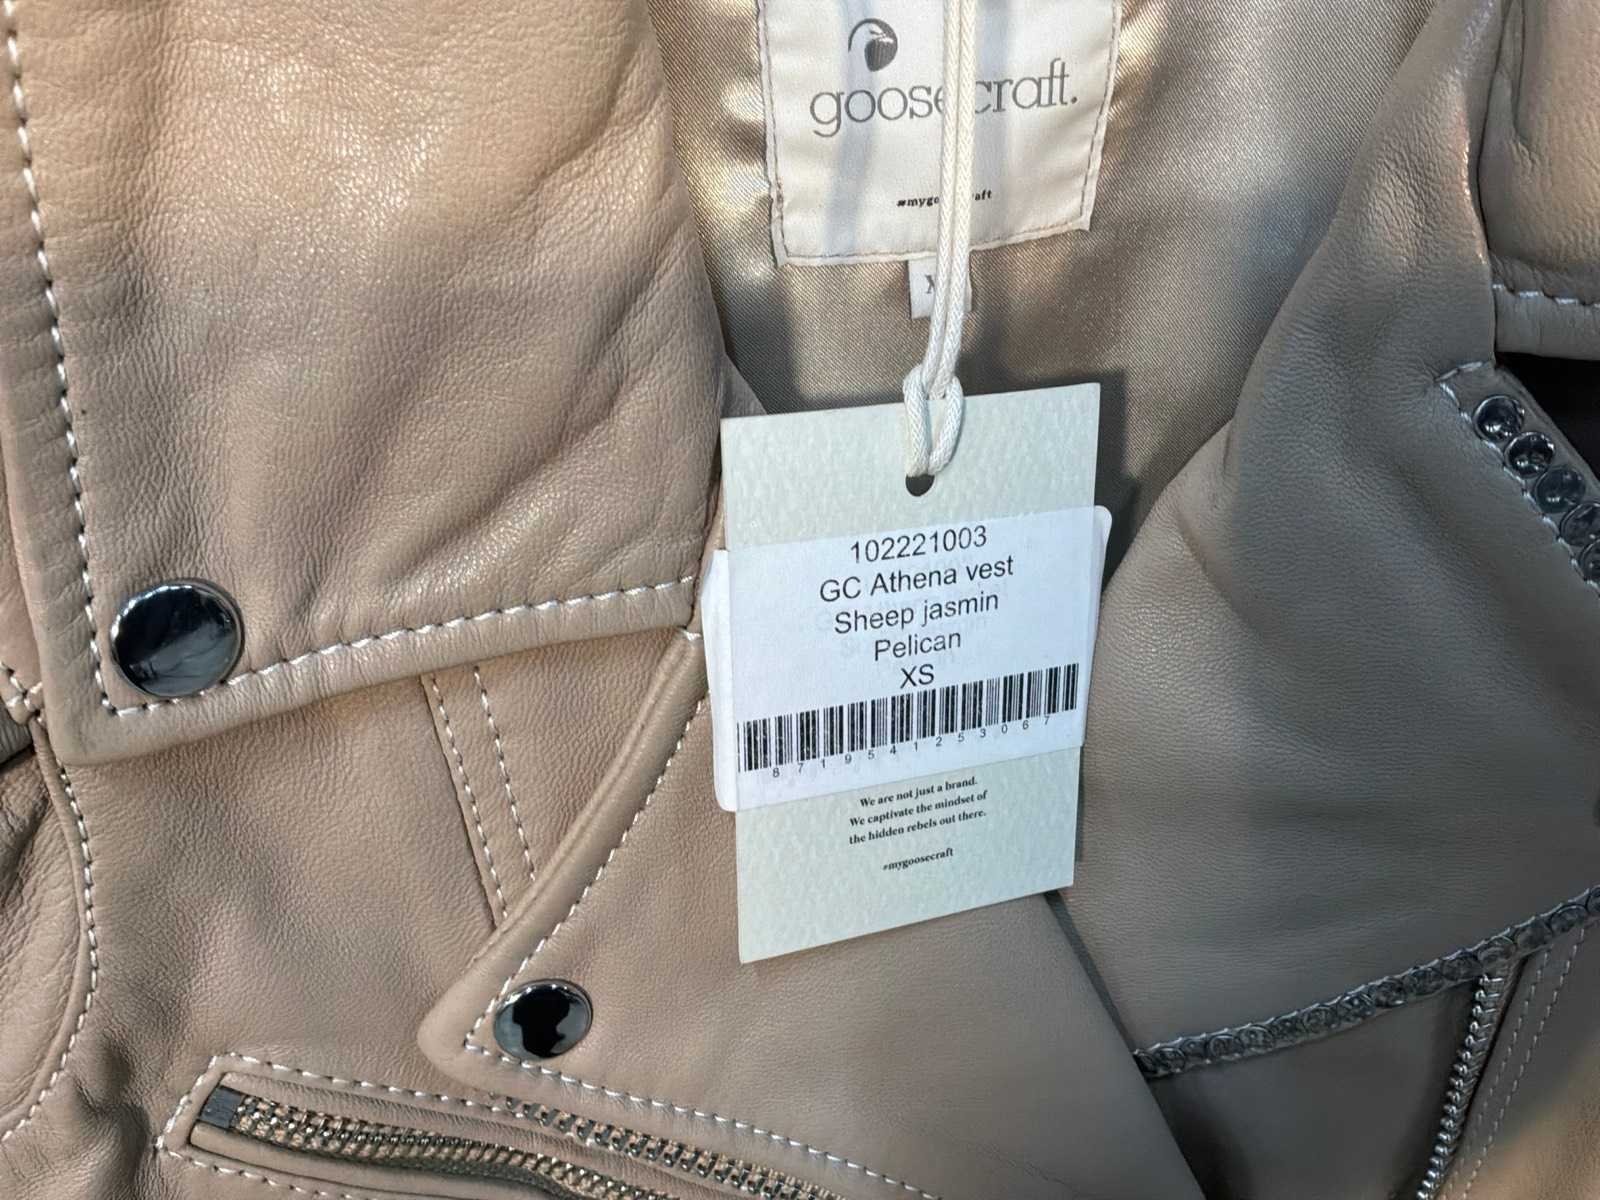 goosecraft.
#mygoosecraft
102221003
GC Athena vest
Sheep jasmin
Pelican
XS
8719541253067
We are not just a brand.
We captivate the mindset of
the hidden rebels out there.
#mygoosecraft